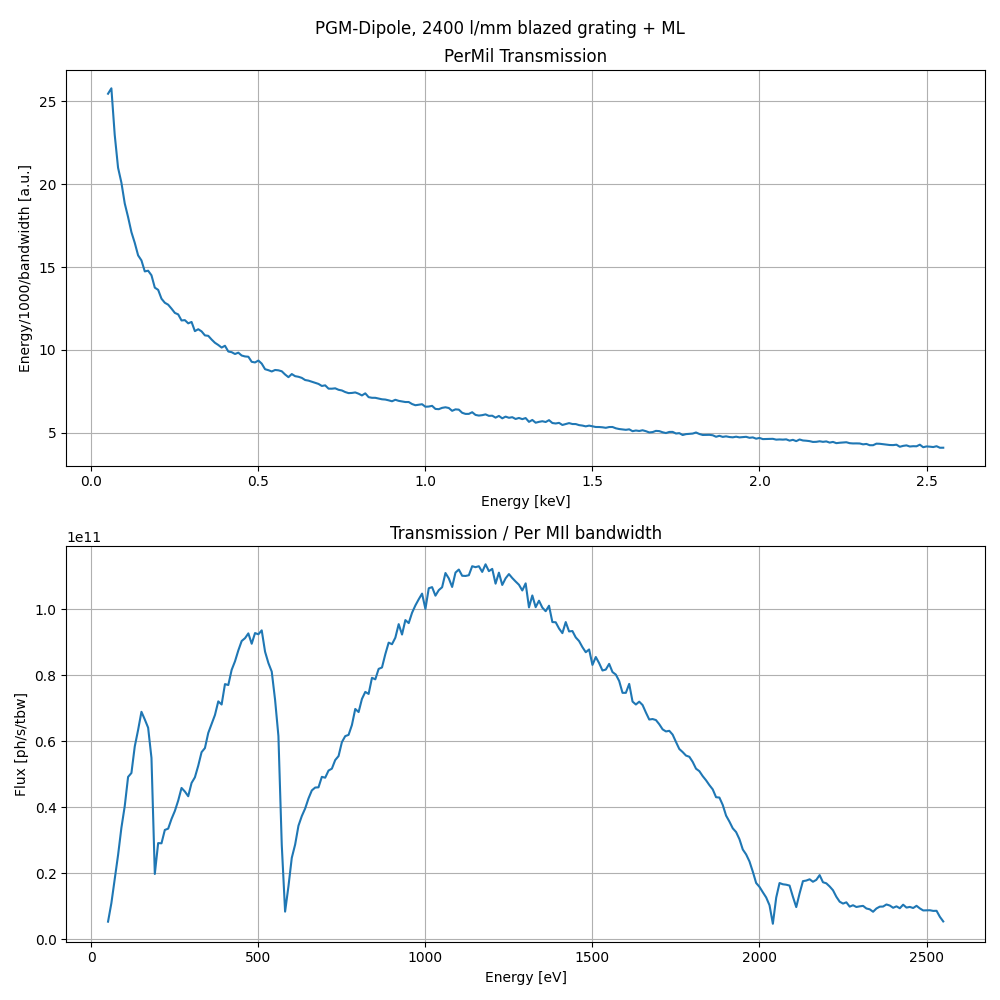 PGM-Dipole, 2400 l/mm blazed grating + ML
PerMil Transmission
Energy/1000/bandwidth [a.u.]
25
20
15
10
5
0.0 0.5 1.0 1.5 2.0 2.5
Energy [keV]
Transmission / Per MIl bandwidth
1e11
Flux [ph/s/tbw]
1.0
0.8
0.6
0.4
0.2
0.0
0 500 1000 1500 2000 2500
Energy [eV]